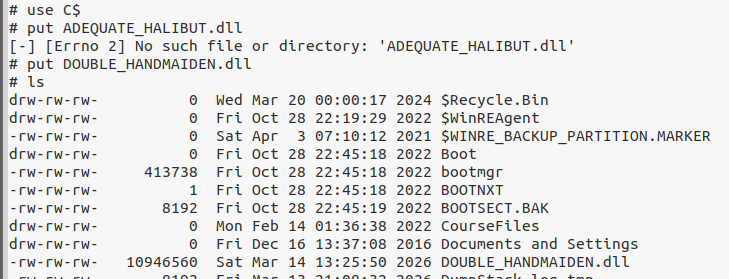 # use C$
# put ADEQUATE_HALIBUT.dll
[-] [Errno 2] No such file or directory: 'ADEQUATE_HALIBUT.dll'
# put DOUBLE_HANDMAIDEN.dll
# ls
drw-rw-rw-          0  Wed Mar 20 00:00:17 2024 $Recycle.Bin
drw-rw-rw-          0  Fri Oct 28 22:19:29 2022 $WinREAgent
-rw-rw-rw-          0  Sat Apr  3 07:10:12 2021 $WINRE_BACKUP_PARTITION.MARKER
drw-rw-rw-          0  Fri Oct 28 22:45:18 2022 Boot
-rw-rw-rw-     413738  Fri Oct 28 22:45:18 2022 bootmgr
-rw-rw-rw-          1  Fri Oct 28 22:45:18 2022 BOOTNXT
-rw-rw-rw-       8192  Fri Oct 28 22:45:19 2022 BOOTSECT.BAK
drw-rw-rw-          0  Mon Feb 14 01:36:38 2022 CourseFiles
drw-rw-rw-          0  Fri Dec 16 13:37:08 2016 Documents and Settings
-rw-rw-rw-   10946560  Sat Mar 14 13:25:50 2026 DOUBLE_HANDMAIDEN.dll